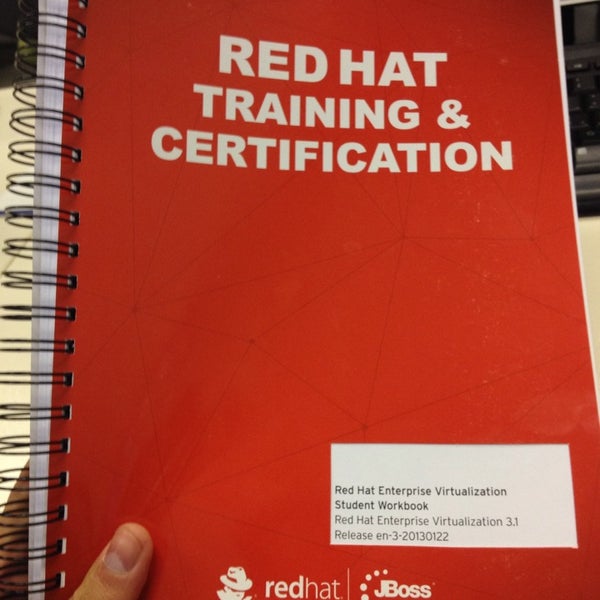 RED HAT
TRAINING &
CERTIFICATION
Red Hat Enterprise Virtualization
Student Workbook
Red Hat Enterprise Virtualization 3.1
Release en-3-20130122
redhat. JBoss